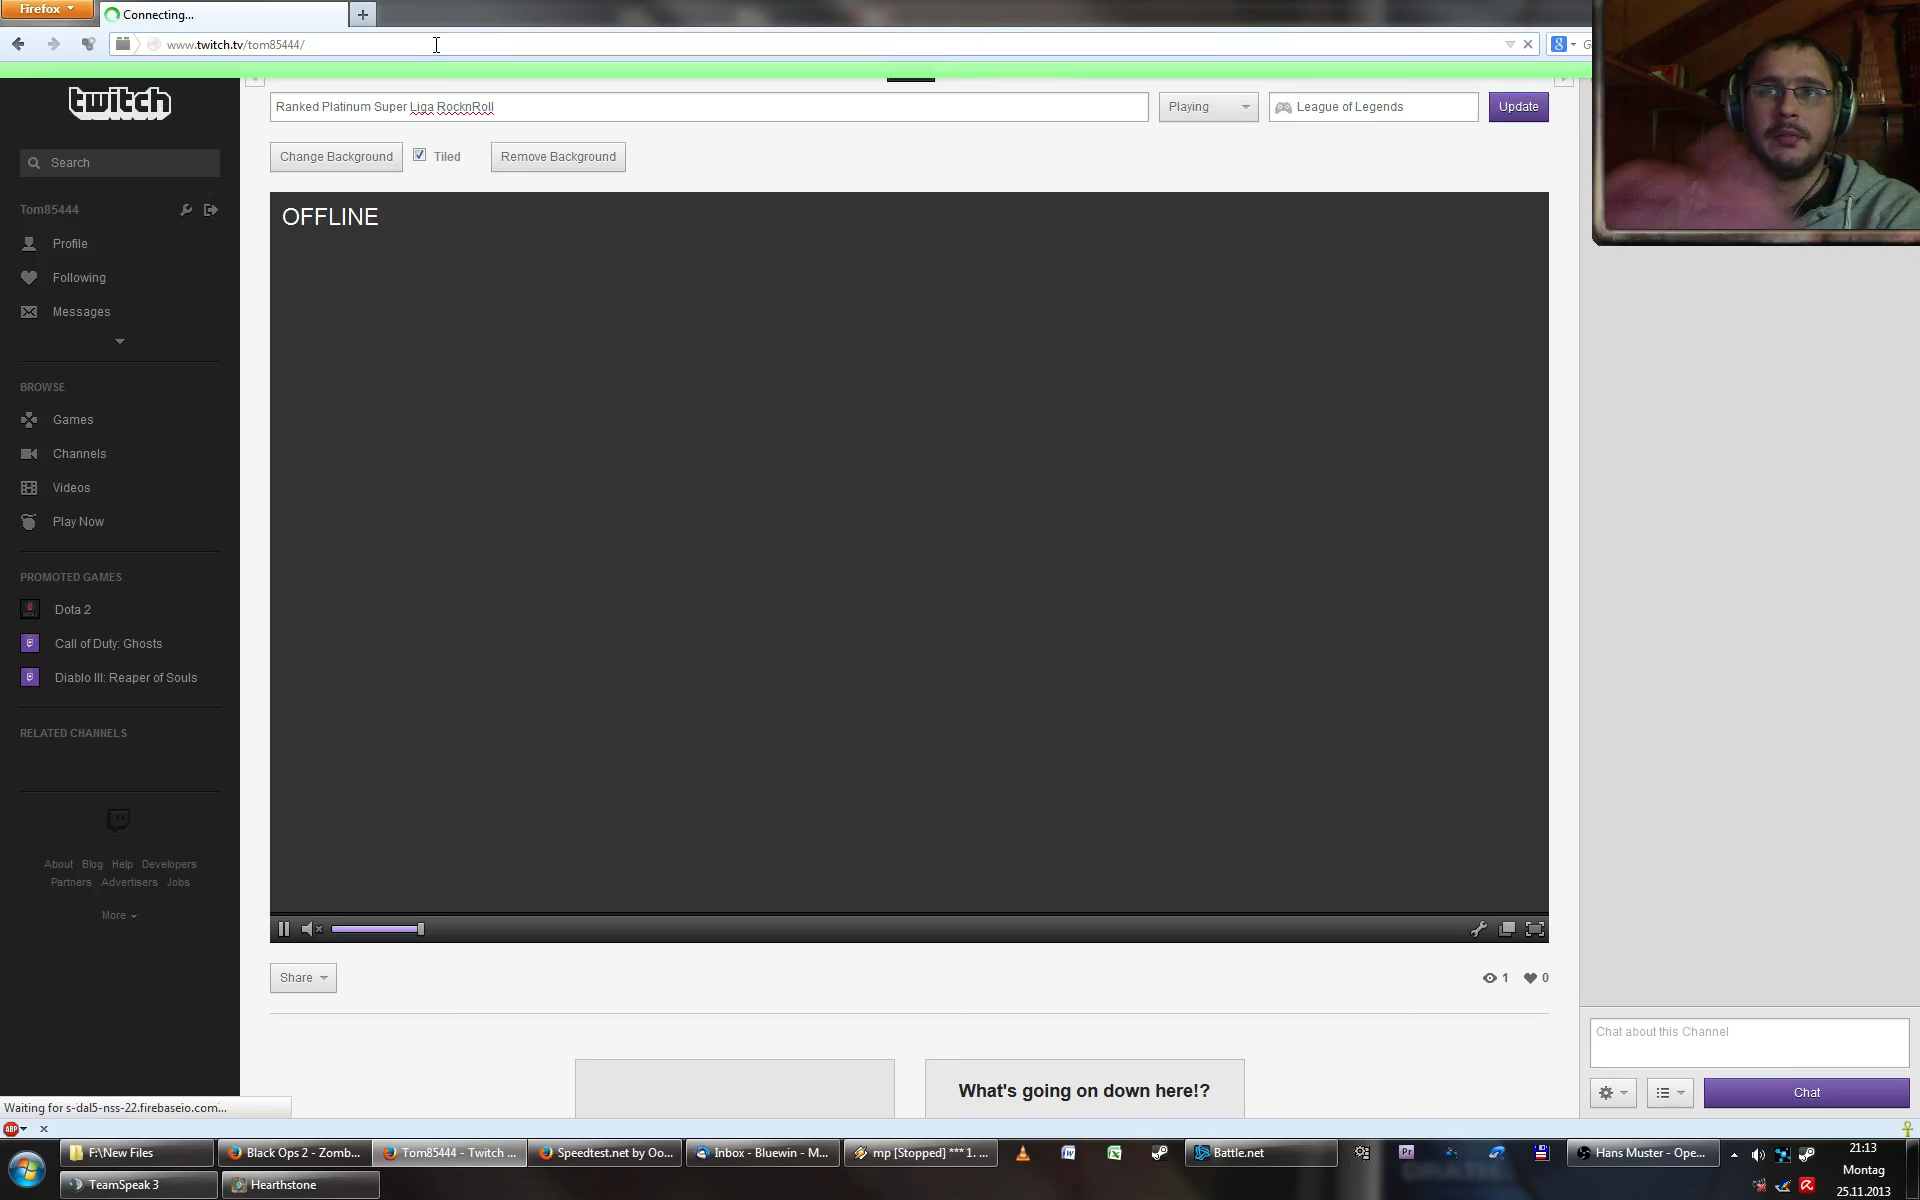 Firefox
Connecting...
www.twitch.tv/tom85444/
twitch
Ranked Platinum Super Liga RocknRoll
Playing
League of Legends
Update
Search
Change Background
Tiled
Remove Background
Tom85444
OFFLINE
Profile
Following
Messages
BROWSE
Games
Channels
Videos
Play Now
PROMOTED GAMES
Dota 2
Call of Duty: Ghosts
Diablo III: Reaper of Souls
RELATED CHANNELS
About Blog Help Developers
Partners Advertisers Jobs
More
Share
1
0
What's going on down here!?
Chat about this Channel
Chat
Waiting for s-dal5-nss-22.firebaseio.com...
ABP
F:\New Files
Black Ops 2 - Zomb...
Tom85444 - Twitch ...
Speedtest.net by Oo...
Inbox - Bluewin - M...
mp [Stopped] *** 1. ...
Battle.net
Hans Muster - Ope...
21:13
TeamSpeak 3
Hearthstone
Montag
25.11.2013